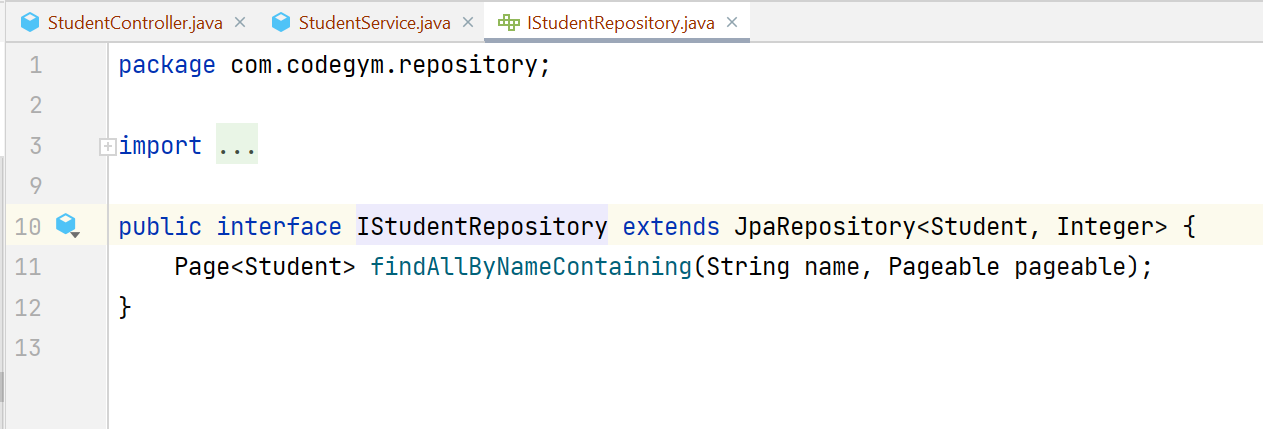 StudentController.java StudentService.java IStudentRepository.java
1 package com.codegym.repository;
2
3 import ...
9
10 public interface IStudentRepository extends JpaRepository<Student, Integer> {
11 Page<Student> findAllByNameContaining(String name, Pageable pageable);
12 }
13